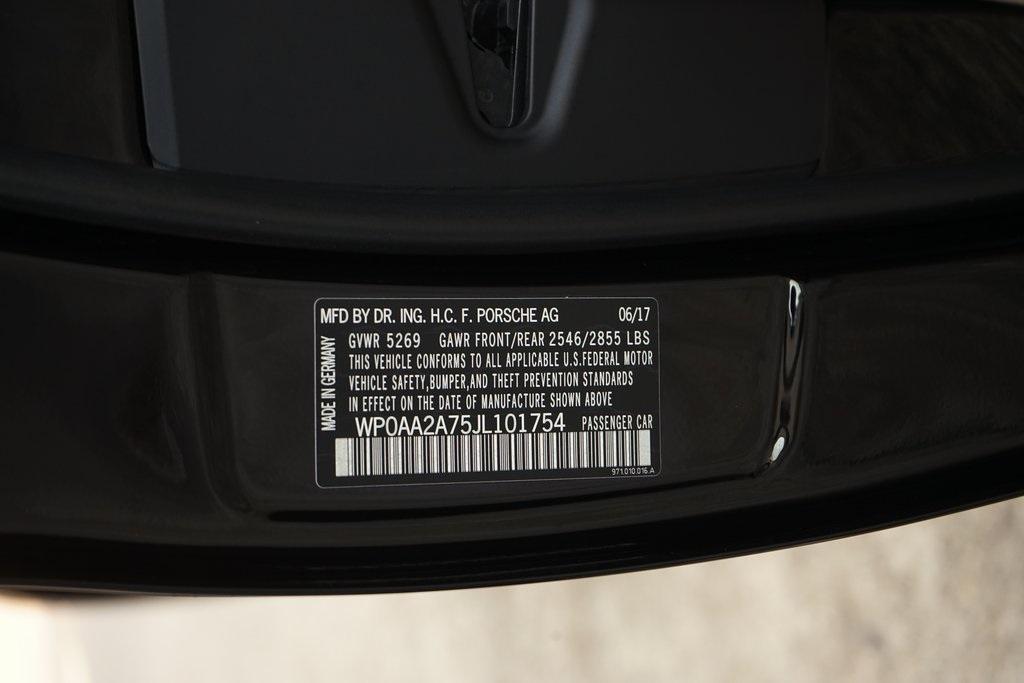 MFD BY DR. ING. H.C. F. PORSCHE AG 06/17
MADE IN GERMANY
GVWR 5269 GAWR FRONT/REAR 2546/2855 LBS
THIS VEHICLE CONFORMS TO ALL APPLICABLE U.S.FEDERAL MOTOR
VEHICLE SAFETY,BUMPER,AND THEFT PREVENTION STANDARDS
IN EFFECT ON THE DATE OF MANUFACTURE SHOWN ABOVE
WP0AA2A75JL101754 PASSENGER CAR
971.010.016.A